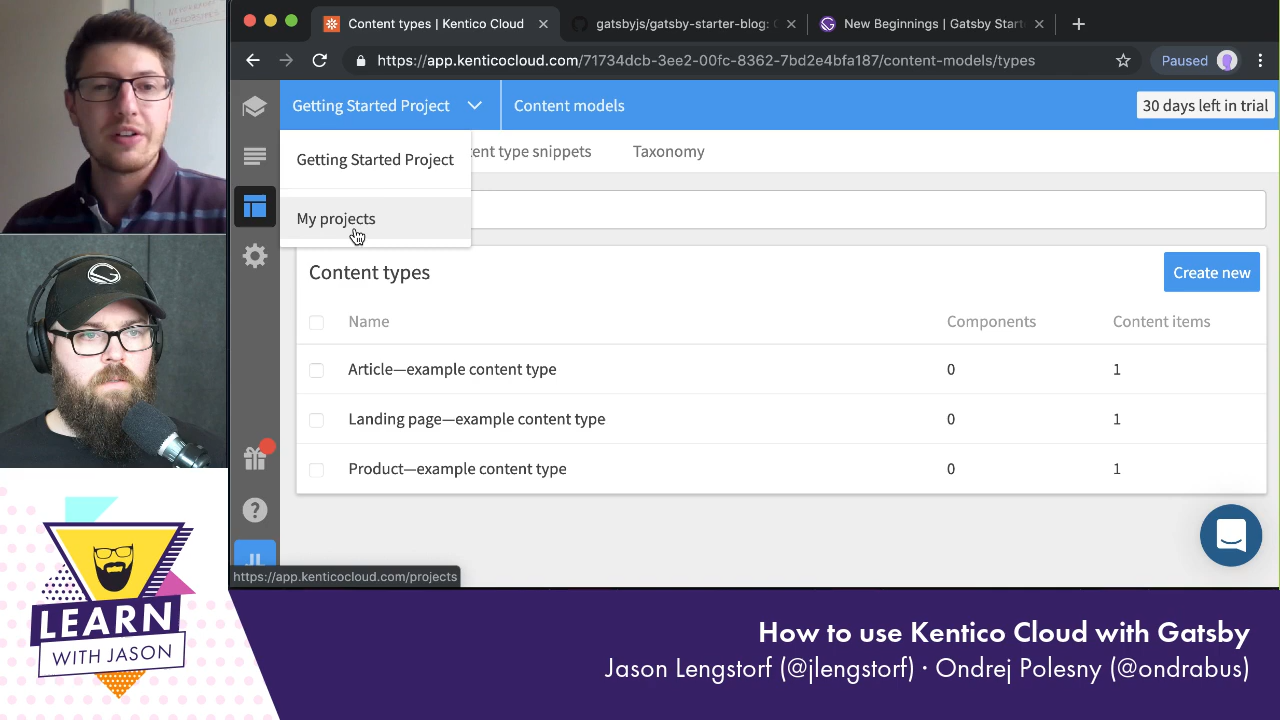 Content types | Kentico Cloud
gatsbyjs/gatsby-starter-blog:
New Beginnings | Gatsby Start
https://app.kenticocloud.com/71734dcb-3ee2-00fc-8362-7bd2e4bfa187/content-models/types
Paused
Getting Started Project
Content models
30 days left in trial
Getting Started Project
tent type snippets
Taxonomy
My projects
Content types
Create new
Name
Components
Content items
Article—example content type
0
1
Landing page—example content type
0
1
Product—example content type
0
1
https://app.kenticocloud.com/projects
LEARN
WITH JASON
How to use Kentico Cloud with Gatsby
Jason Lengstorf (@jlengstorf) · Ondrej Polesny (@ondrabus)